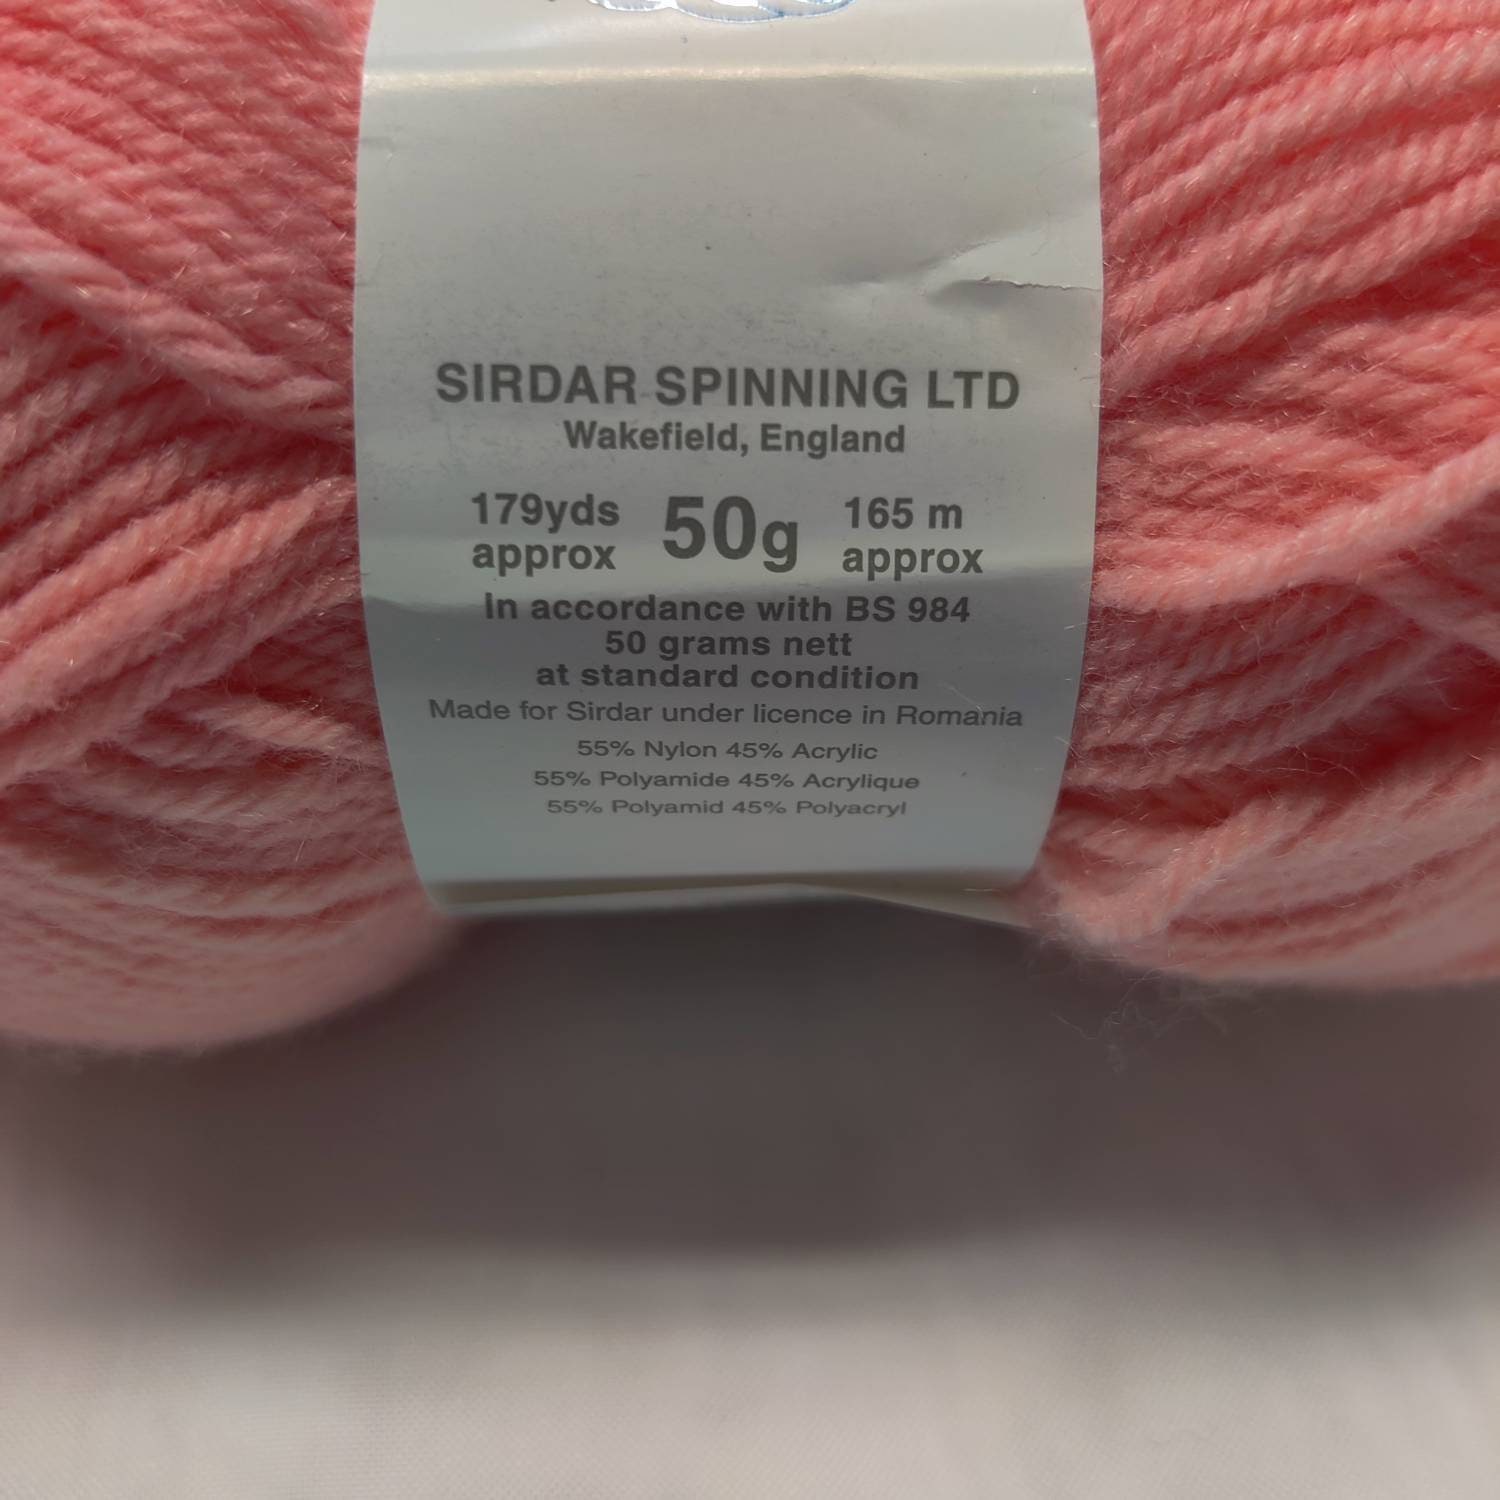 SIRDAR SPINNING LTD
Wakefield, England
179yds approx 50g 165 m approx
In accordance with BS 984
50 grams nett
at standard condition
Made for Sirdar under licence in Romania
55% Nylon 45% Acrylic
55% Polyamide 45% Acrylique
55% Polyamid 45% Polyacryl